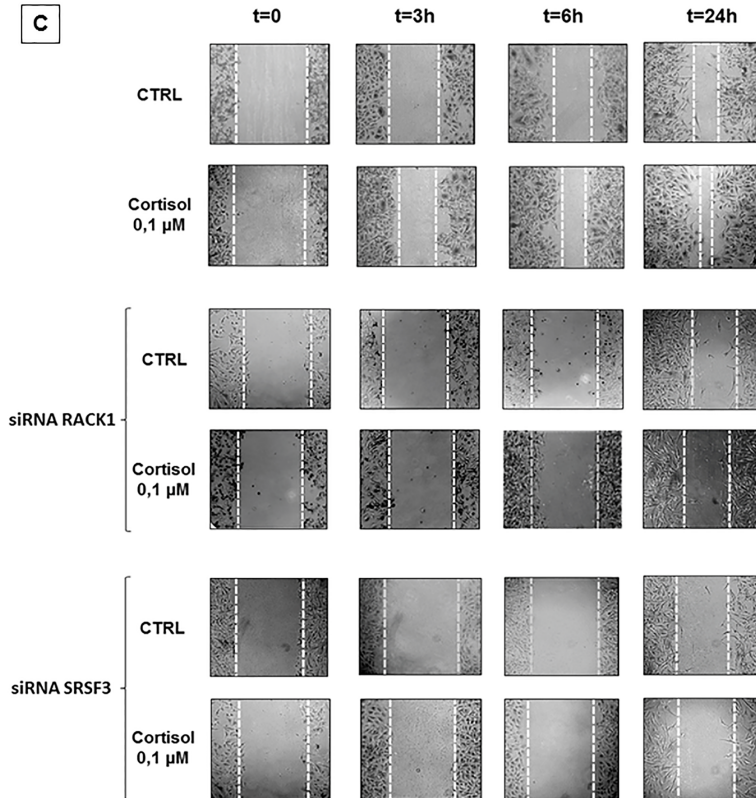 C
t=0 t=3h t=6h t=24h
CTRL
Cortisol
0,1 µM
siRNA RACK1
CTRL
Cortisol
0,1 µM
siRNA SRSF3
CTRL
Cortisol
0,1 µM